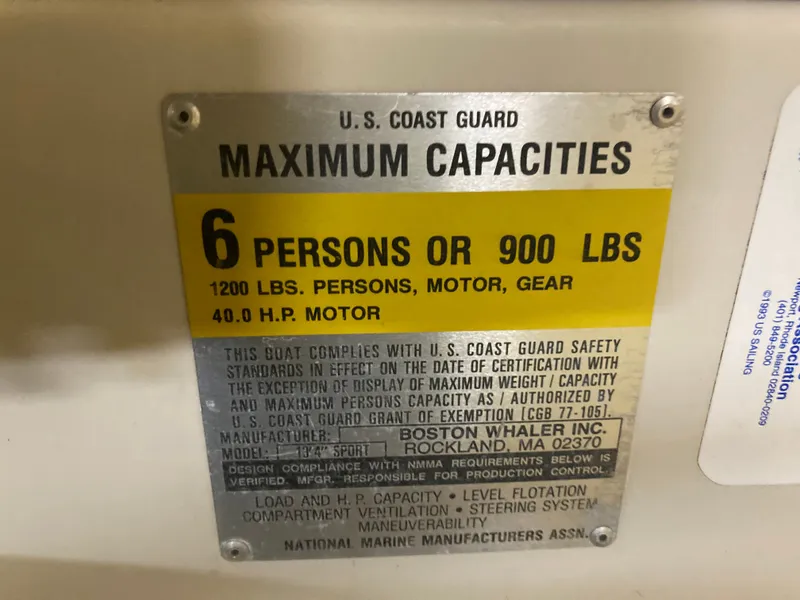 U.S. COAST GUARD
MAXIMUM CAPACITIES
6 PERSONS OR 900 LBS
1200 LBS. PERSONS, MOTOR, GEAR
40.0 H.P. MOTOR
THIS BOAT COMPLIES WITH U.S. COAST GUARD SAFETY
STANDARDS IN EFFECT ON THE DATE OF CERTIFICATION WITH
THE EXCEPTION OF DISPLAY OF MAXIMUM WEIGHT / CAPACITY
AND MAXIMUM PERSONS CAPACITY AS / AUTHORIZED BY
U.S. COAST GUARD GRANT OF EXEMPTION [CGB 77-105].
MANUFACTURER: BOSTON WHALER INC.
MODEL: 13'4" SPORT ROCKLAND, MA 02370
DESIGN COMPLIANCE WITH NMMA REQUIREMENTS BELOW IS
VERIFIED. MFGR. RESPONSIBLE FOR PRODUCTION CONTROL.
LOAD AND H.P. CAPACITY • LEVEL FLOTATION
COMPARTMENT VENTILATION • STEERING SYSTEM
MANEUVERABILITY
NATIONAL MARINE MANUFACTURERS ASSN.
Association
Newport, Rhode Island 02840-0209
(401) 849-5200
©1993 US SAILING